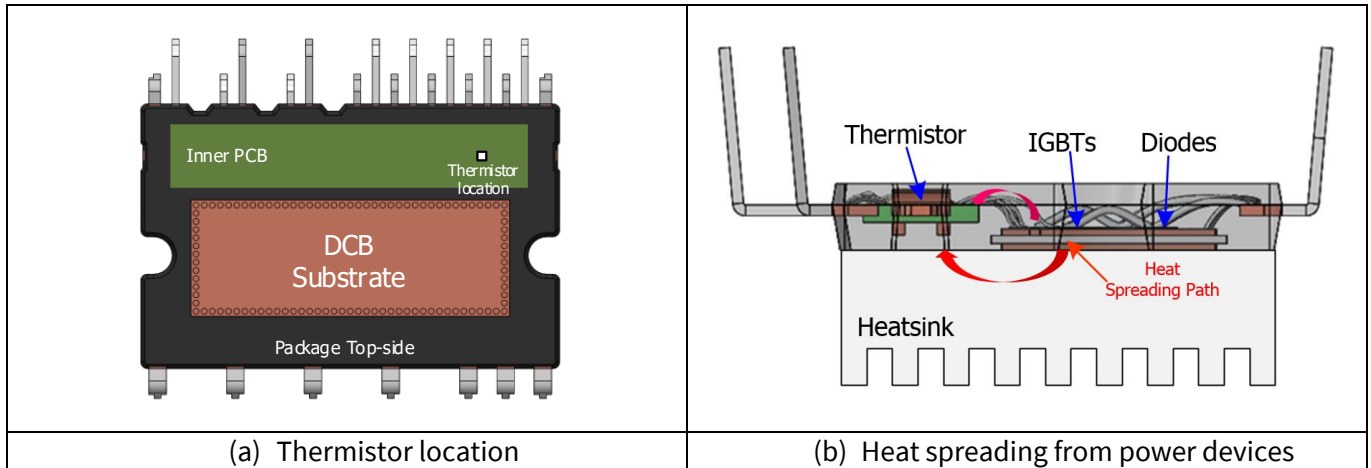 Inner PCB
Thermistor
location
DCB
Substrate
Package Top-side
Thermistor
IGBTs
Diodes
Heat
Spreading Path
Heatsink
(a) Thermistor location
(b) Heat spreading from power devices